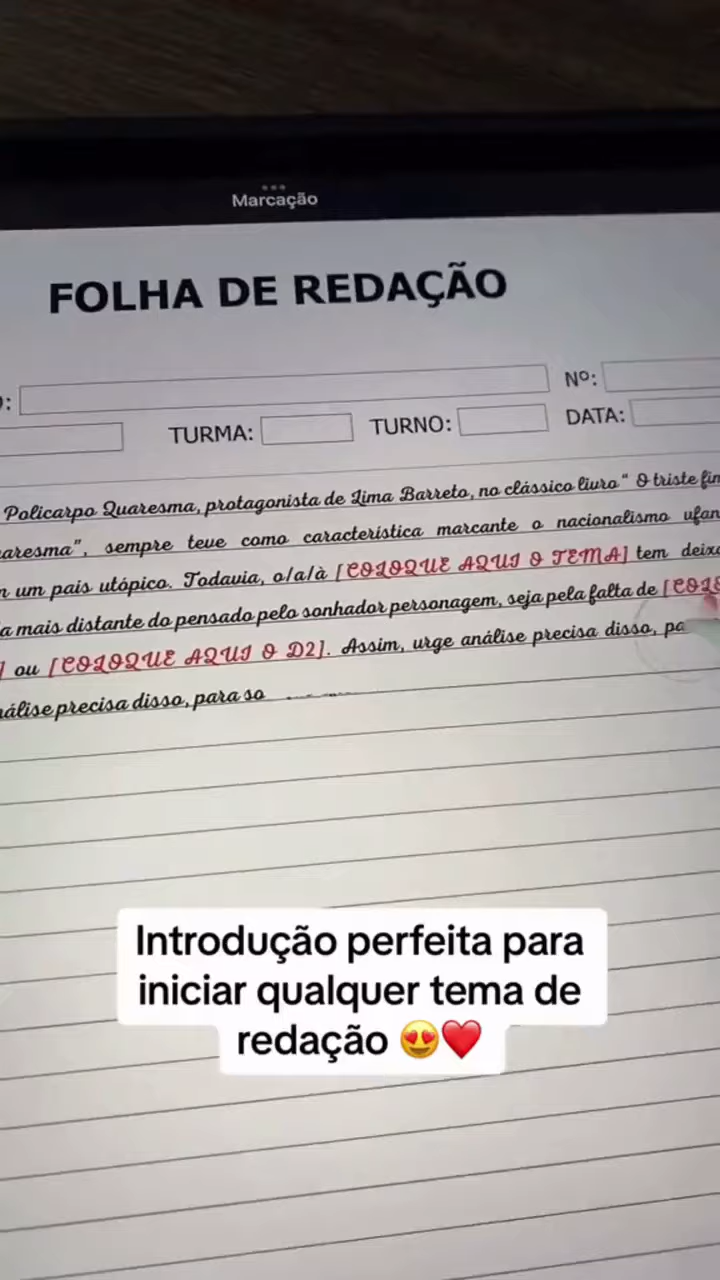 Marcação
FOLHA DE REDAÇÃO
Nº:
TURMA: TURNO: DATA:
Policarpo Quaresma, protagonista de Lima Barreto, no clássico livro " O triste fim
aresma", sempre teve como característica marcante o nacionalismo ufan
um país utópico. Todavia, o/a/à [COLOQUE AQUI O TEMA] tem deixa
a mais distante do pensado pelo sonhador personagem, seja pela falta de [COLO
] ou [COLOQUE AQUI O D2]. Assim, urge análise precisa disso, pa
nálise precisa disso, para so
Introdução perfeita para
iniciar qualquer tema de
redação 😍❤️